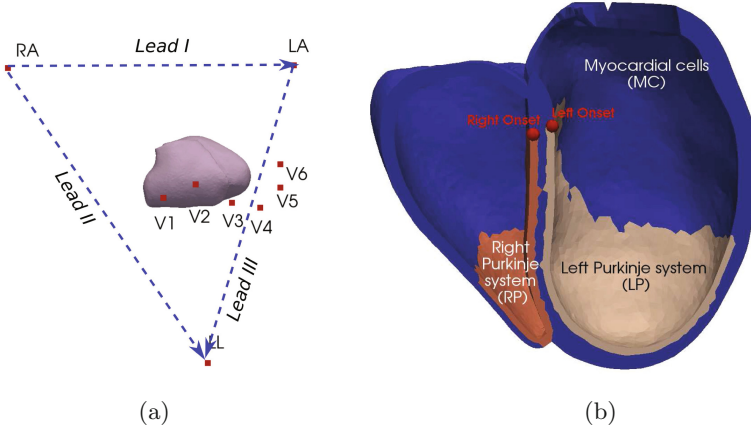 RA
Lead I
LA
Lead II
Lead III
V1
V2
V3
V4
V5
V6
LL
(a)
Myocardial cells
(MC)
Right Onset
Left Onset
Right
Purkinje
system
(RP)
Left Purkinje system
(LP)
(b)